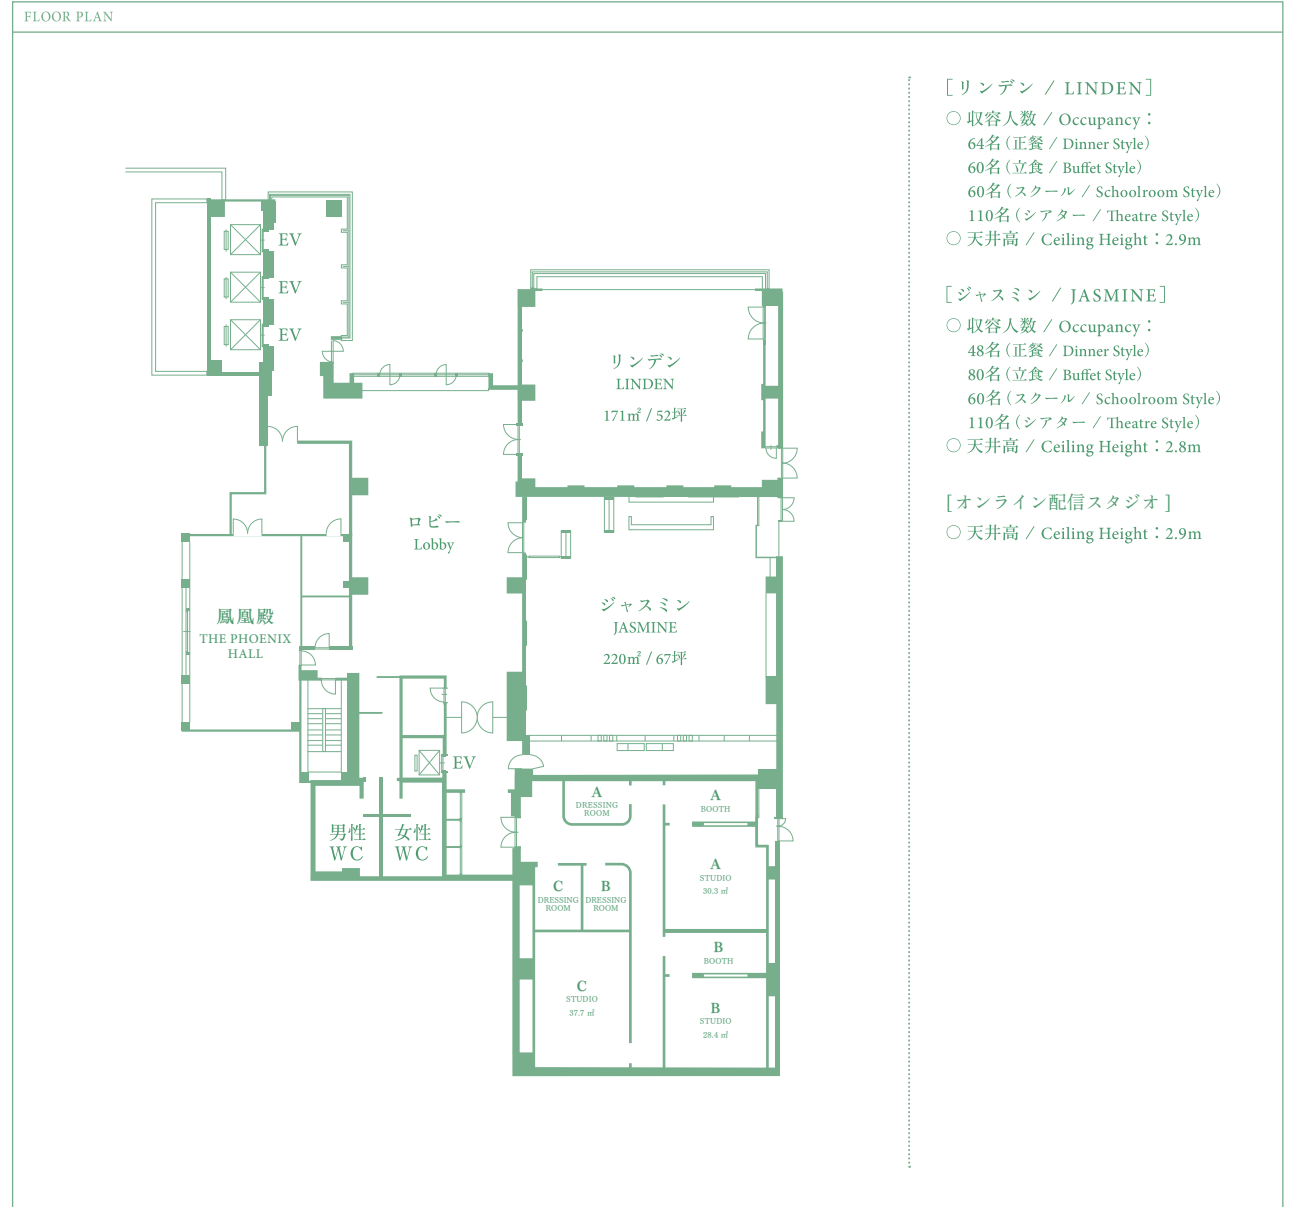 FLOOR PLAN
EV
EV
EV
リンデン
LINDEN
171㎡ / 52坪
ロビー
Lobby
ジャスミン
JASMINE
220㎡ / 67坪
鳳凰殿
THE PHOENIX
HALL
EV
男性
WC
女性
WC
A
DRESSING
ROOM
A
BOOTH
A
STUDIO
30.3 ㎡
C
DRESSING
ROOM
B
DRESSING
ROOM
B
BOOTH
C
STUDIO
37.7 ㎡
B
STUDIO
28.4 ㎡
[リンデン / LINDEN]
○ 収容人数 / Occupancy：
64名（正餐 / Dinner Style）
60名（立食 / Buffet Style）
60名（スクール / Schoolroom Style）
110名（シアター / Theatre Style）
○ 天井高 / Ceiling Height：2.9m
[ジャスミン / JASMINE]
○ 収容人数 / Occupancy：
48名（正餐 / Dinner Style）
80名（立食 / Buffet Style）
60名（スクール / Schoolroom Style）
110名（シアター / Theatre Style）
○ 天井高 / Ceiling Height：2.8m
[オンライン配信スタジオ]
○ 天井高 / Ceiling Height：2.9m